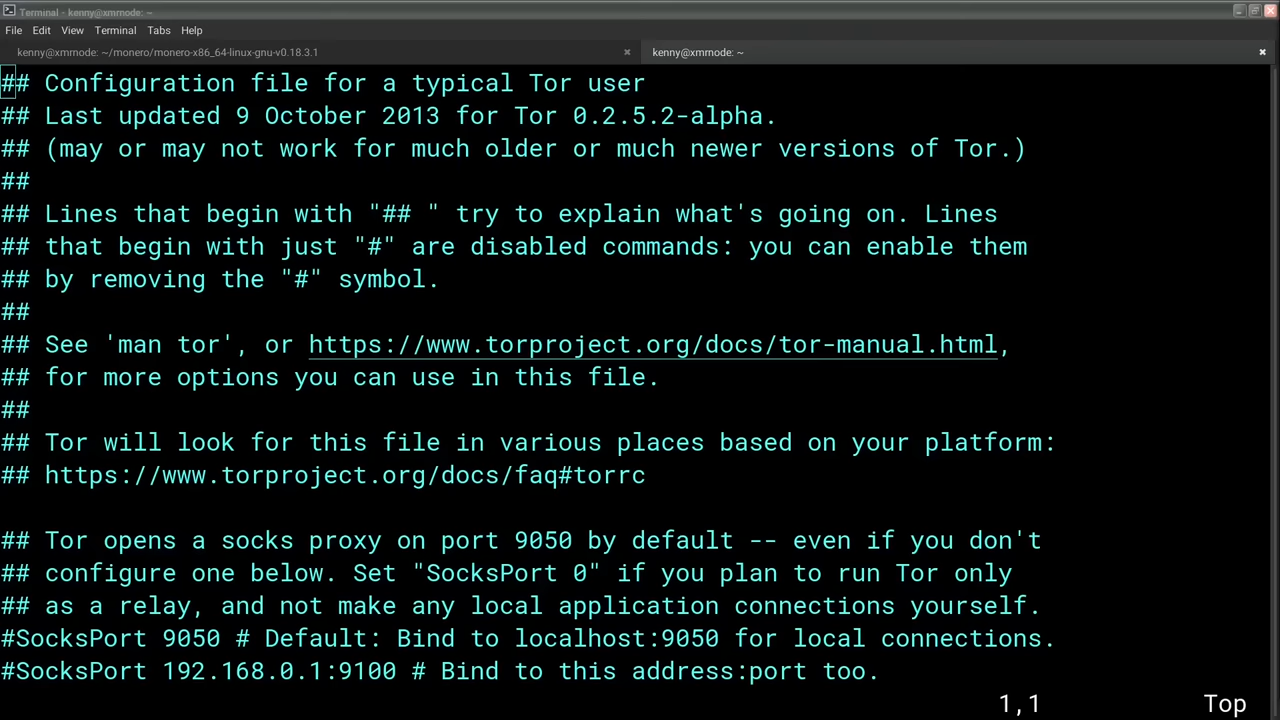 Terminal - kenny@xmrnode: ~
File Edit View Terminal Tabs Help
kenny@xmrnode: ~/monero/monero-x86_64-linux-gnu-v0.18.3.1
kenny@xmrnode: ~
## Configuration file for a typical Tor user
## Last updated 9 October 2013 for Tor 0.2.5.2-alpha.
## (may or may not work for much older or much newer versions of Tor.)
##
## Lines that begin with "## " try to explain what's going on. Lines
## that begin with just "#" are disabled commands: you can enable them
## by removing the "#" symbol.
##
## See 'man tor', or https://www.torproject.org/docs/tor-manual.html,
## for more options you can use in this file.
##
## Tor will look for this file in various places based on your platform:
## https://www.torproject.org/docs/faq#torrc
## Tor opens a socks proxy on port 9050 by default -- even if you don't
## configure one below. Set "SocksPort 0" if you plan to run Tor only
## as a relay, and not make any local application connections yourself.
#SocksPort 9050 # Default: Bind to localhost:9050 for local connections.
#SocksPort 192.168.0.1:9100 # Bind to this address:port too.
1,1 Top